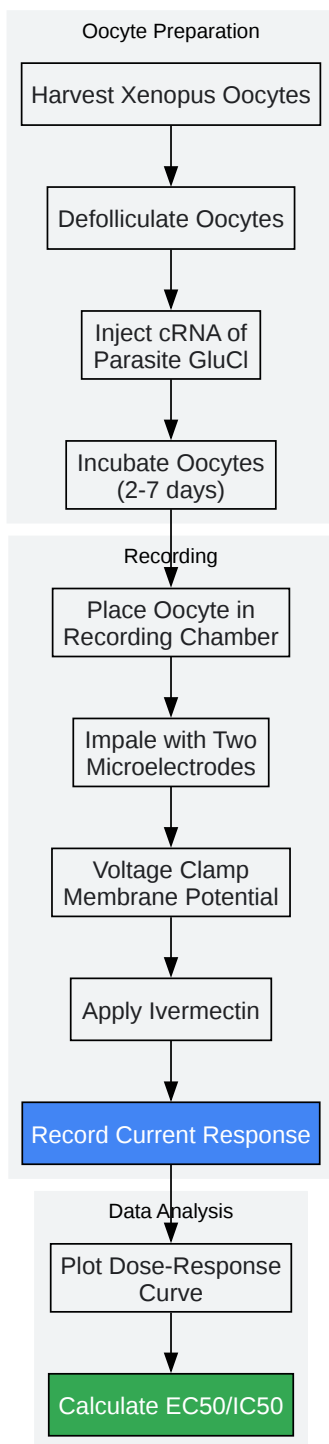 Oocyte Preparation
Harvest Xenopus Oocytes
Defolliculate Oocytes
Inject cRNA of
Parasite GluCl
Incubate Oocytes
(2-7 days)
Recording
Place Oocyte in
Recording Chamber
Impale with Two
Microelectrodes
Voltage Clamp
Membrane Potential
Apply Ivermectin
Record Current Response
Data Analysis
Plot Dose-Response
Curve
Calculate EC50/IC50